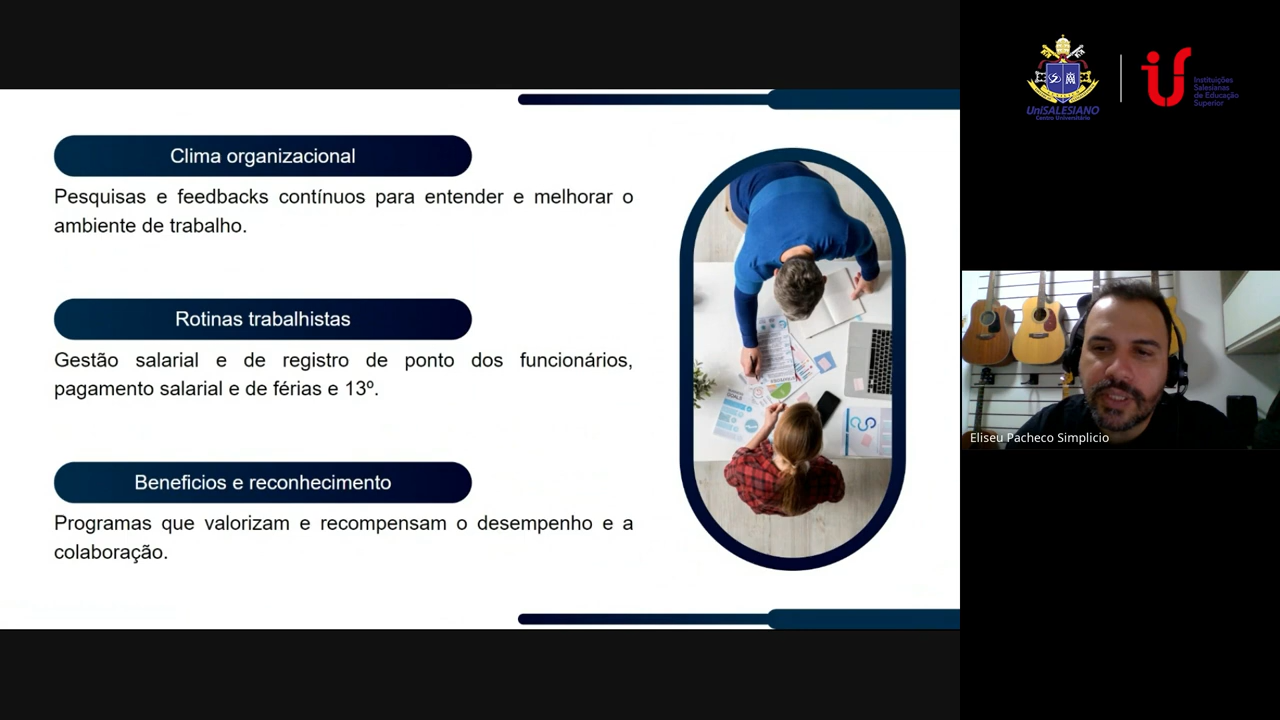 Clima organizacional
Pesquisas e feedbacks contínuos para entender e melhorar o
ambiente de trabalho.
Rotinas trabalhistas
Gestão salarial e de registro de ponto dos funcionários,
pagamento salarial e de férias e 13º.
Beneficios e reconhecimento
Programas que valorizam e recompensam o desempenho e a
colaboração.
UniSALESIANO
Centro Universitário
Instituições
Salesianas
de Educação
Superior
Eliseu Pacheco Simplicio